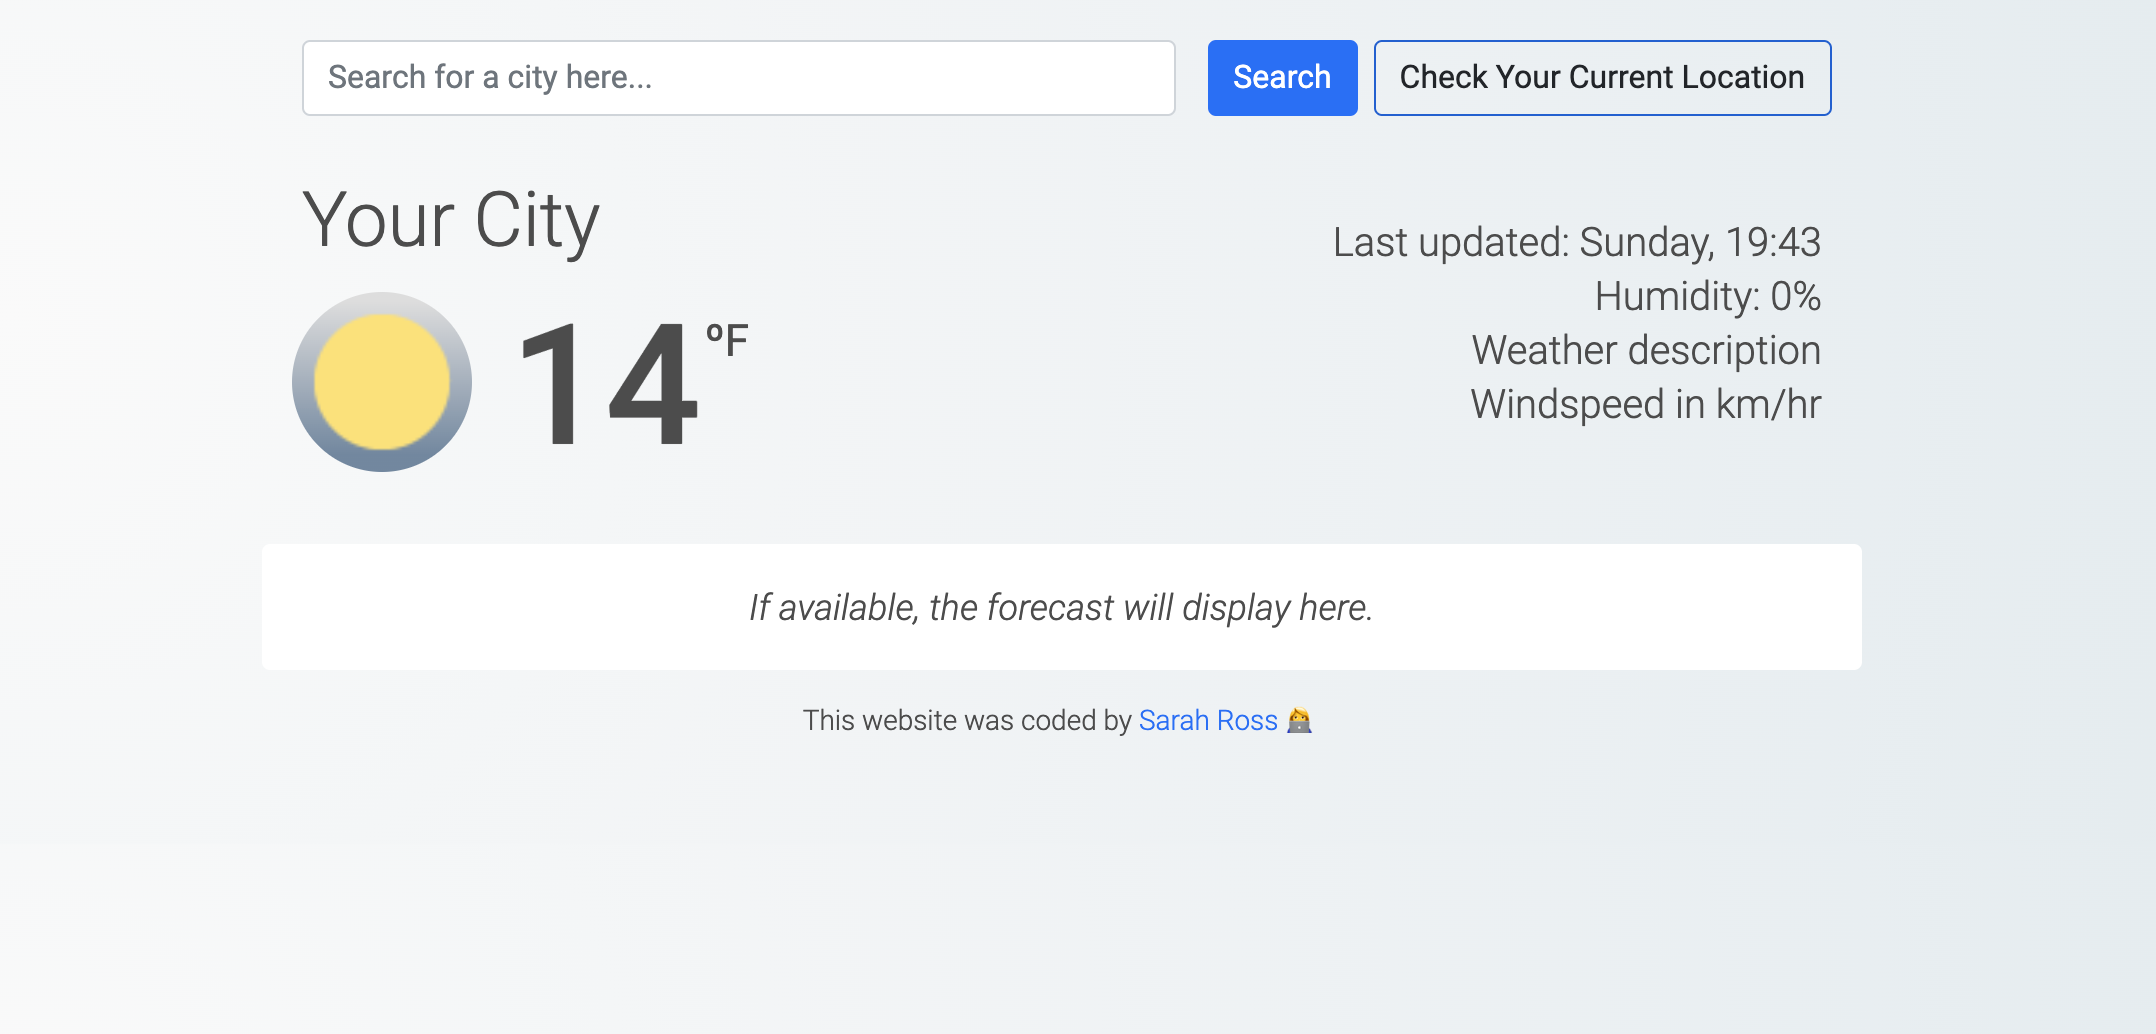 Search for a city here...
Search
Check Your Current Location
Your City
14 ºF
Last updated: Sunday, 19:43
Humidity: 0%
Weather description
Windspeed in km/hr
If available, the forecast will display here.
This website was coded by Sarah Ross 👩‍💻